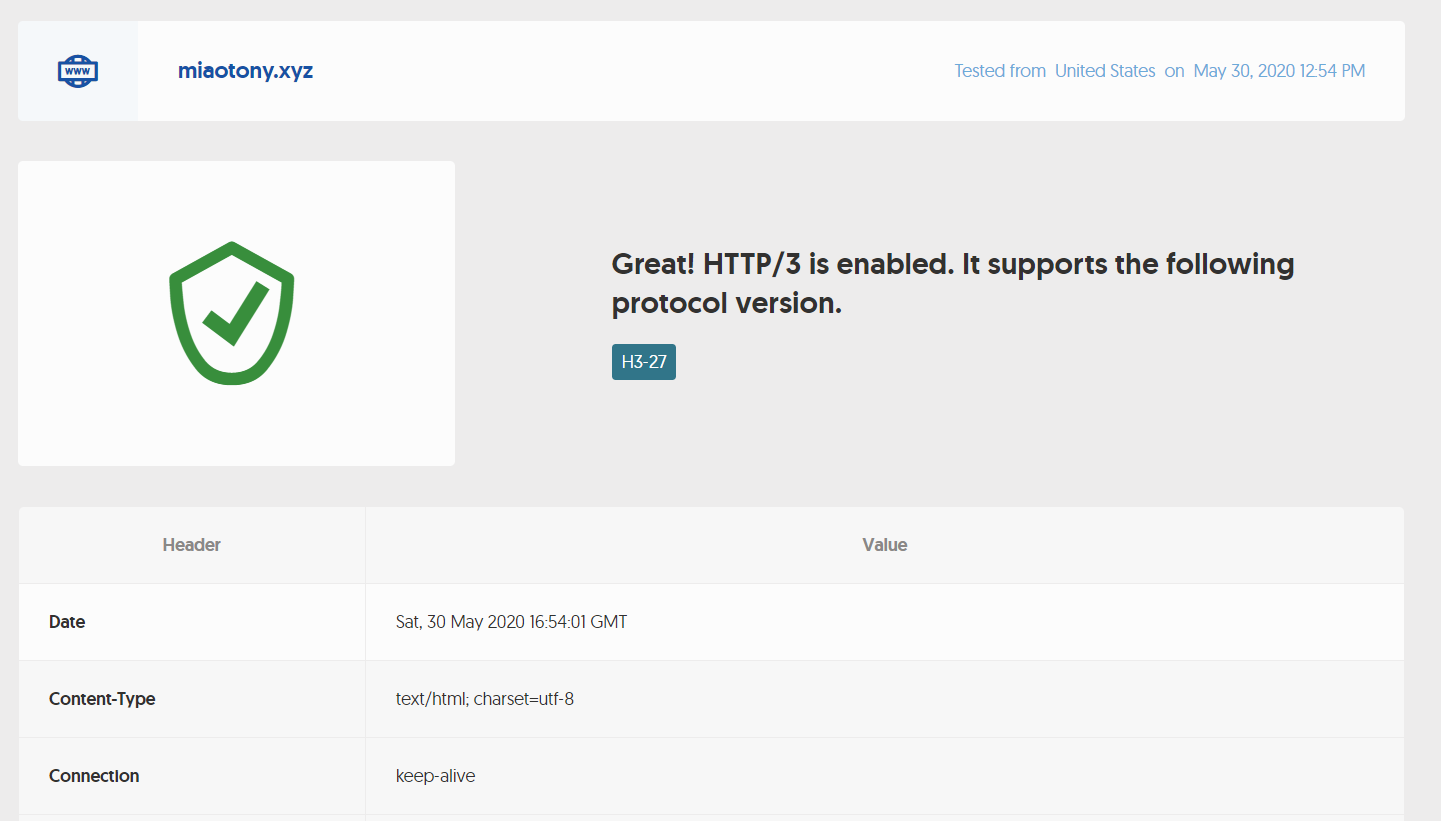 www
miaotony.xyz
Tested from United States on May 30, 2020 12:54 PM
Great! HTTP/3 is enabled. It supports the following
protocol version.
H3-27
Header Value
Date Sat, 30 May 2020 16:54:01 GMT
Content-Type text/html; charset=utf-8
Connection keep-alive